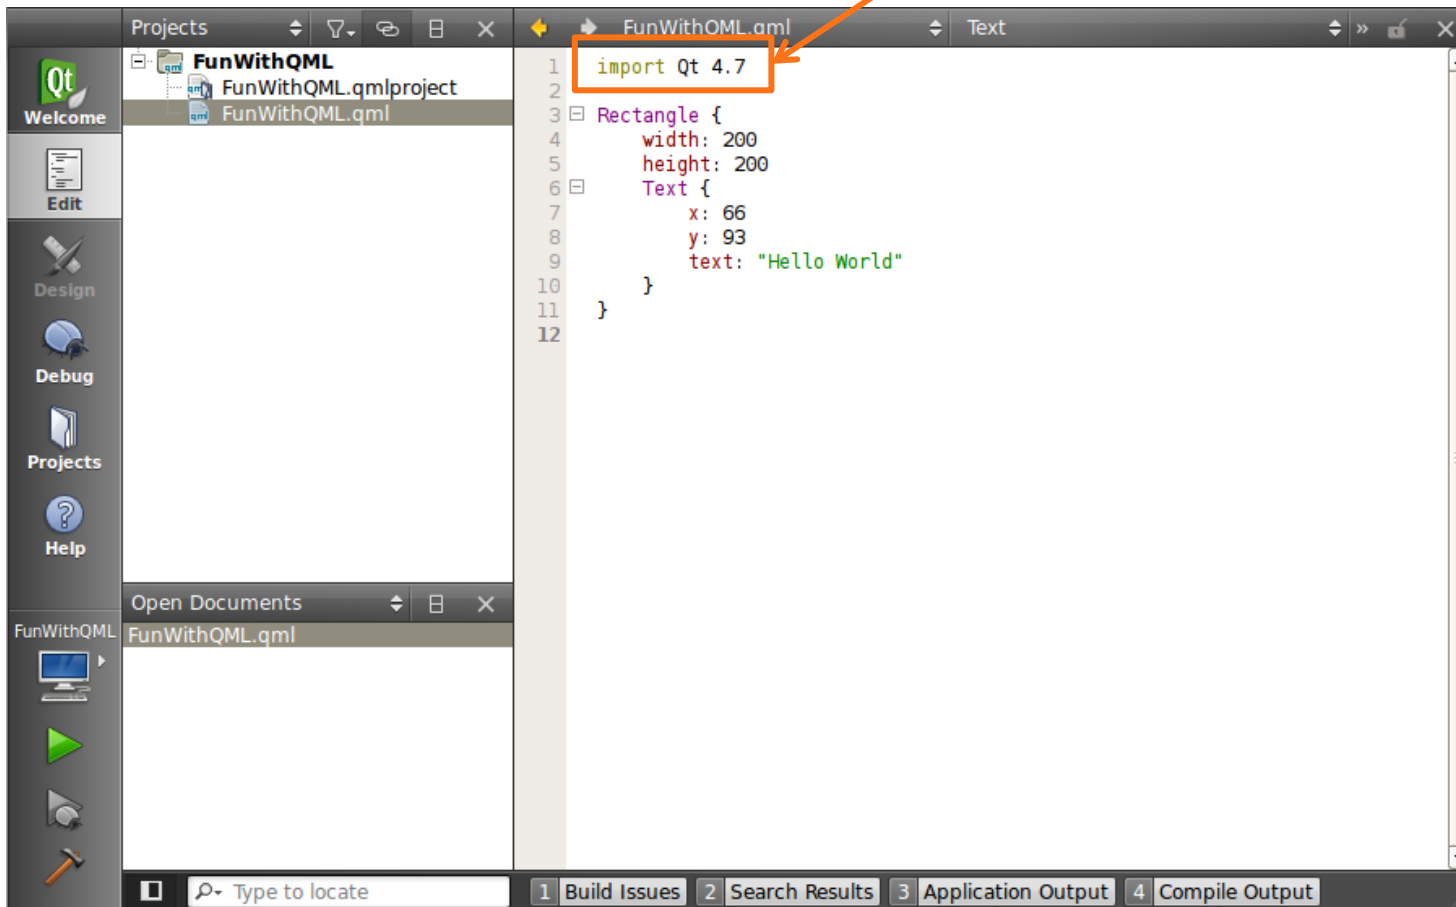 Projects
FunWithQML.qml
Text
Qt
Welcome
Edit
Design
Debug
Projects
Help
FunWithQML
FunWithQML
FunWithQML.qmlproject
FunWithQML.qml
Open Documents
FunWithQML.qml
1 import Qt 4.7
2
3 Rectangle {
4 width: 200
5 height: 200
6 Text {
7 x: 66
8 y: 93
9 text: "Hello World"
10 }
11 }
12
Type to locate
1 Build Issues 2 Search Results 3 Application Output 4 Compile Output